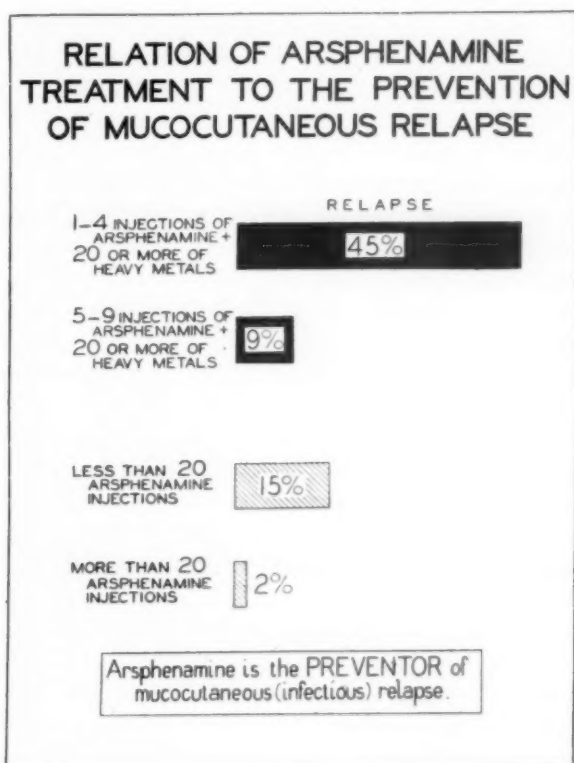 RELATION OF ARSPHENAMINE
TREATMENT TO THE PREVENTION
OF MUCOCUTANEOUS RELAPSE
RELAPSE
1-4 INJECTIONS OF
ARSPHENAMINE +
20 OR MORE OF
HEAVY METALS
45%
5-9 INJECTIONS OF
ARSPHENAMINE +
20 OR MORE OF
HEAVY METALS
9%
LESS THAN 20
ARSPHENAMINE
INJECTIONS
15%
MORE THAN 20
ARSPHENAMINE
INJECTIONS
2%
Arsphenamine is the PREVENTOR of
mucocutaneous (infectious) relapse.